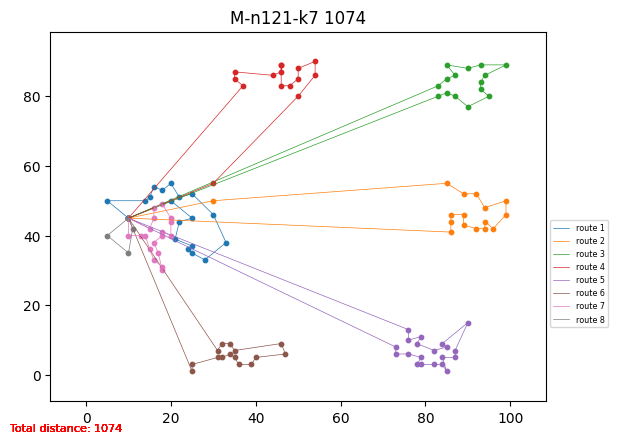 M-n121-k7 1074
80
60
40
20
0
0 20 40 60 80 100
route 1
route 2
route 3
route 4
route 5
route 6
route 7
route 8
Total distance: 1074